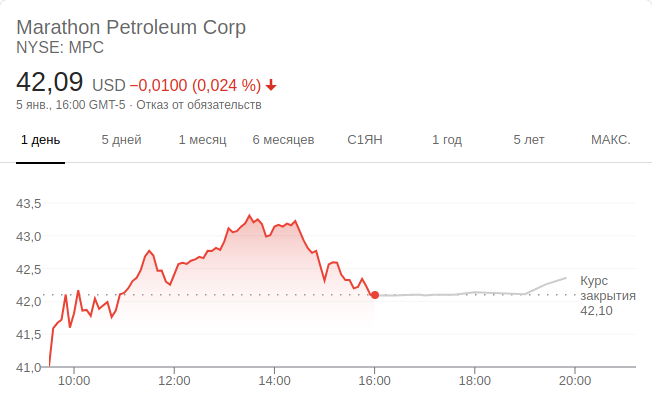 Marathon Petroleum Corp
NYSE: MPC
42,09 USD −0,0100 (0,024 %)
5 янв., 16:00 GMT-5 · Отказ от обязательств
1 день 5 дней 1 месяц 6 месяцев С1ЯН 1 год 5 лет МАКС.
43,5
43,0
42,5
42,0
41,5
41,0
Курс
закрытия
42,10
10:00 12:00 14:00 16:00 18:00 20:00